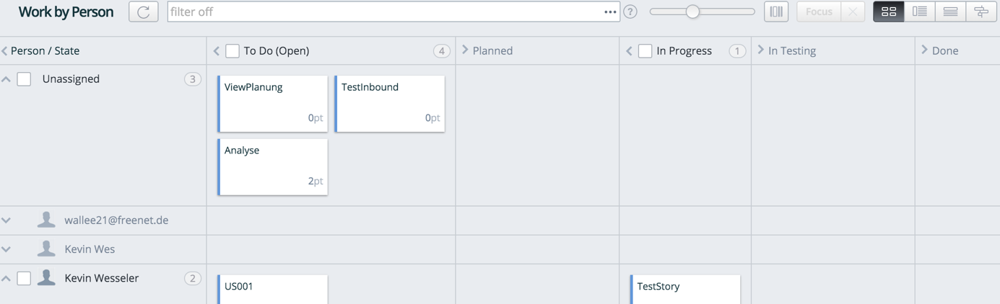 Work by Person
filter off
?
Focus
Person / State
To Do (Open)
4
Planned
In Progress
1
In Testing
Done
Unassigned
3
ViewPlanung
0pt
TestInbound
0pt
Analyse
2pt
wallee21@freenet.de
Kevin Wes
Kevin Wesseler
2
US001
TestStory